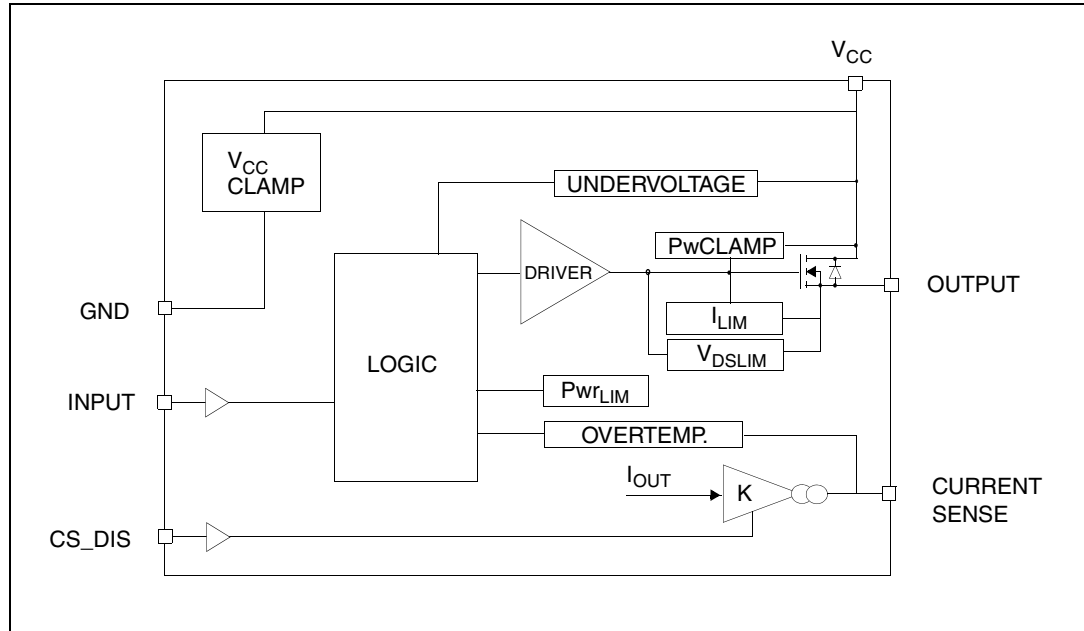 VCC
VCC
CLAMP
UNDERVOLTAGE
PwCLAMP
DRIVER
OUTPUT
GND
ILIM
LOGIC
VDSLIM
INPUT
PwrLIM
OVERTEMP.
IOUT
K
CURRENT
SENSE
CS_DIS